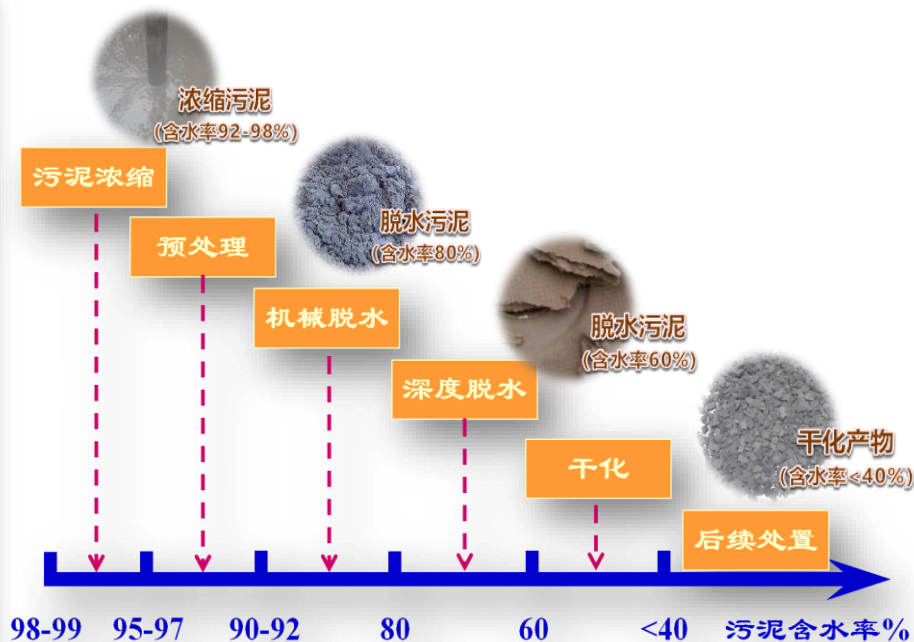 浓缩污泥
(含水率92-98%)
污泥浓缩
脱水污泥
(含水率80%)
预处理
机械脱水
脱水污泥
(含水率60%)
深度脱水
干化产物
(含水率<40%)
干化
后续处置
98-99 95-97 90-92 80 60 <40 污泥含水率%